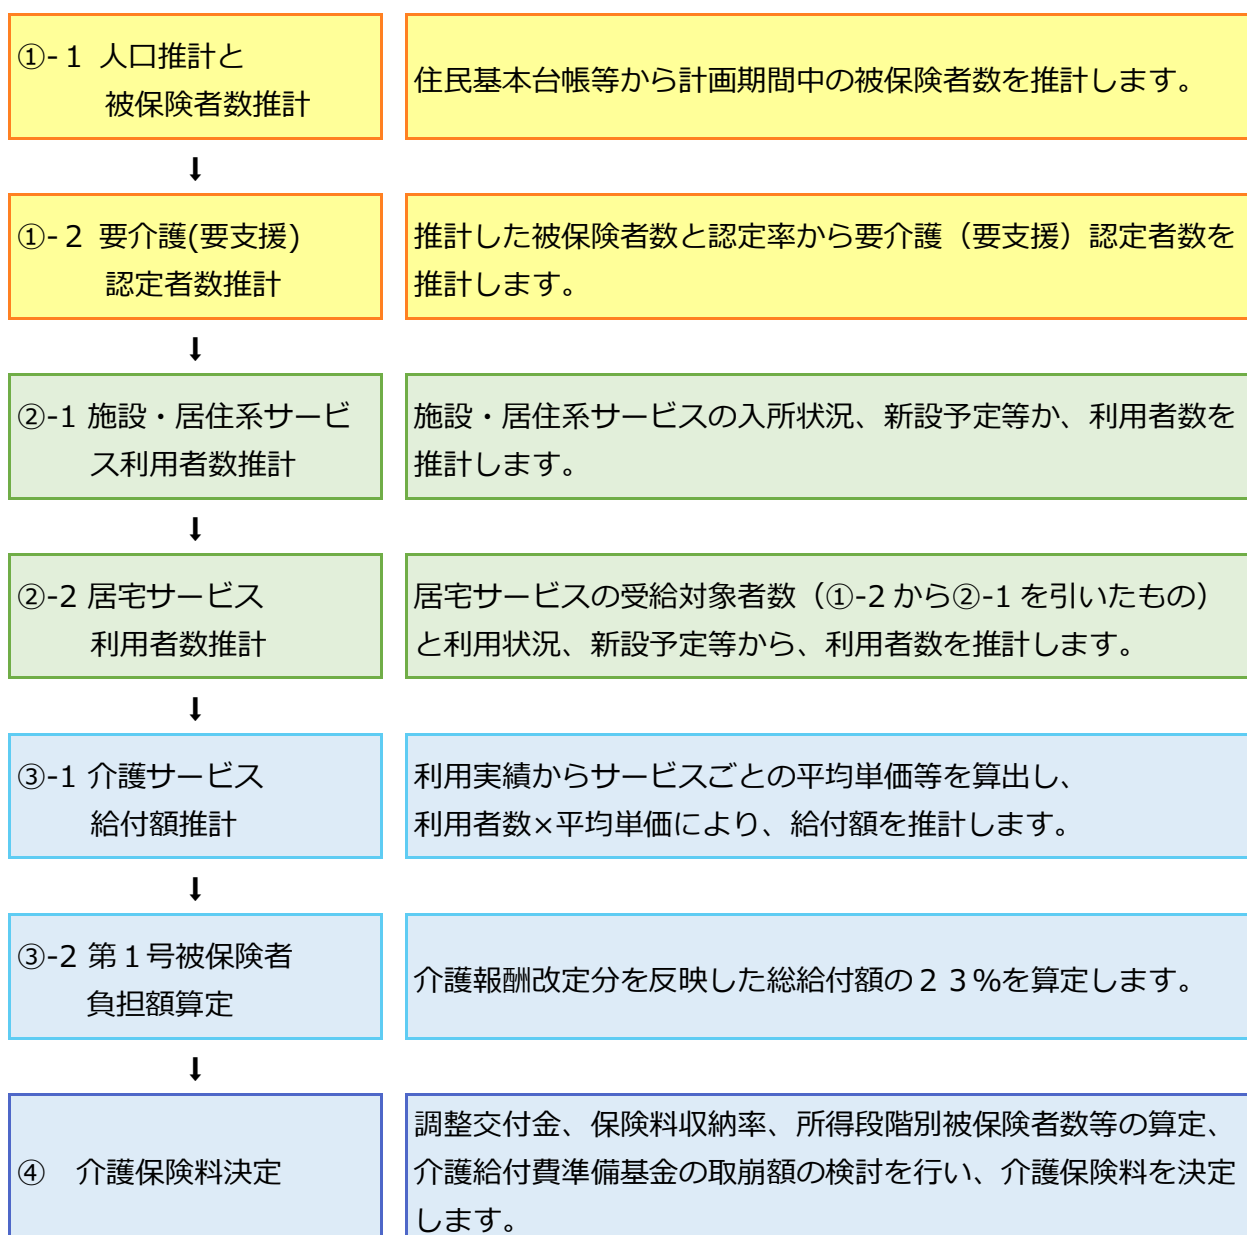 ①-１ 人口推計と
被保険者数推計
住民基本台帳等から計画期間中の被保険者数を推計します。
⬇
①-２ 要介護(要支援)
認定者数推計
推計した被保険者数と認定率から要介護（要支援）認定者数を
推計します。
⬇
②-1 施設・居住系サービ
ス利用者数推計
施設・居住系サービスの入所状況、新設予定等か、利用者数を
推計します。
⬇
②-2 居宅サービス
利用者数推計
居宅サービスの受給対象者数（①-2 から②-1 を引いたもの）
と利用状況、新設予定等から、利用者数を推計します。
⬇
③-1 介護サービス
給付額推計
利用実績からサービスごとの平均単価等を算出し、
利用者数×平均単価により、給付額を推計します。
⬇
③-2 第１号被保険者
負担額算定
介護報酬改定分を反映した総給付額の２３%を算定します。
⬇
④　介護保険料決定
調整交付金、保険料収納率、所得段階別被保険者数等の算定、
介護給付費準備基金の取崩額の検討を行い、介護保険料を決定
します。